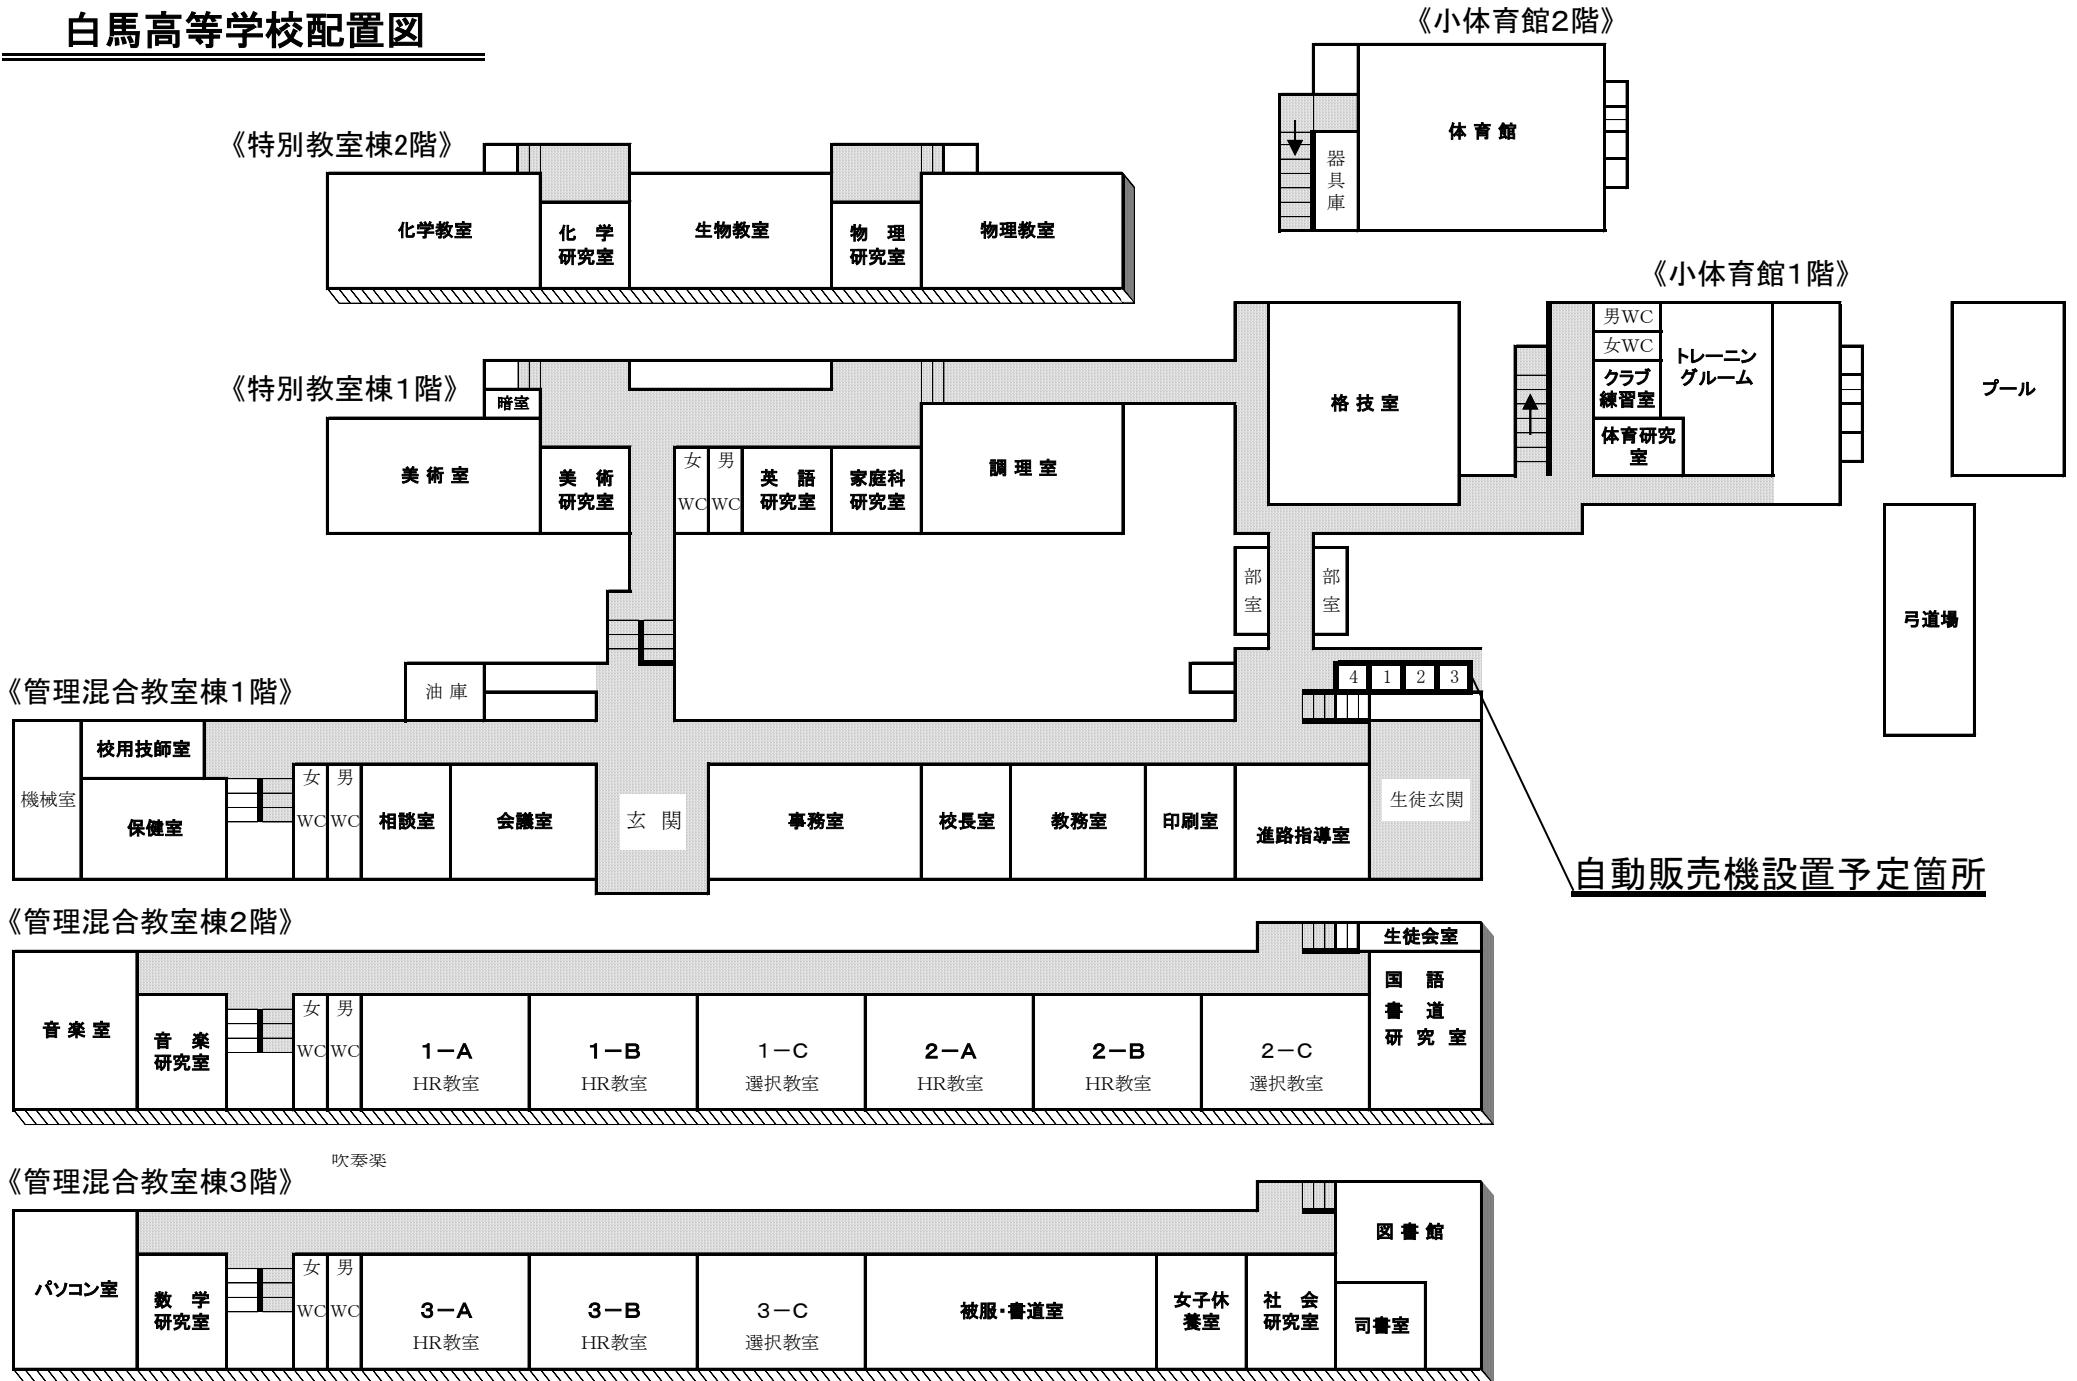 白馬高等学校配置図
《小体育館2階》
体 育 館
器
具
庫
《特別教室棟2階》
化学教室
化 学
研究室
生物教室
物 理
研究室
物理教室
《小体育館1階》
男WC
女WC
トレーニン
グルーム
クラブ
練習室
体育研究
室
格 技 室
プール
弓道場
《特別教室棟1階》
暗室
美 術 室
美 術
研究室
女
WC
男
WC
英 語
研究室
家庭科
研究室
調 理 室
部
室
部
室
《管理混合教室棟1階》
油 庫
4
1
2
3
校用技師室
機械室
保健室
女
WC
男
WC
相談室
会議室
玄 関
事務室
校長室
教務室
印刷室
進路指導室
生徒玄関
自動販売機設置予定箇所
《管理混合教室棟2階》
生徒会室
音 楽 室
音 楽
研究室
女
WC
男
WC
1-A
HR教室
1-B
HR教室
1-C
選択教室
2-A
HR教室
2-B
HR教室
2-C
選択教室
国 語
書 道
研 究 室
吹奏楽
《管理混合教室棟3階》
パソコン室
数 学
研究室
女
WC
男
WC
3-A
HR教室
3-B
HR教室
3-C
選択教室
被服・書道室
女子休
養室
社 会
研究室
図 書 館
司書室